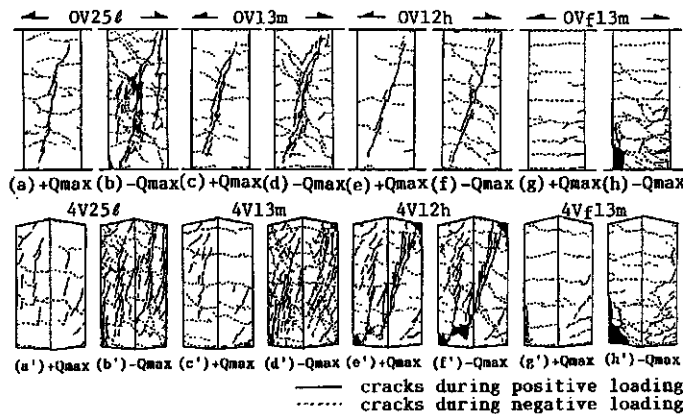 OV25ℓ OV13m OV12h OVf13m
(a)+Qmax (b)-Qmax (c)+Qmax (d)-Qmax (e)+Qmax (f)-Qmax (g)+Qmax (h)-Qmax
4V25ℓ 4V13m 4V12h 4Vf13m
(a')+Qmax (b')-Qmax (c')+Qmax (d')-Qmax (e')+Qmax (f')-Qmax (g')+Qmax (h')-Qmax
cracks during positive loading
cracks during negative loading